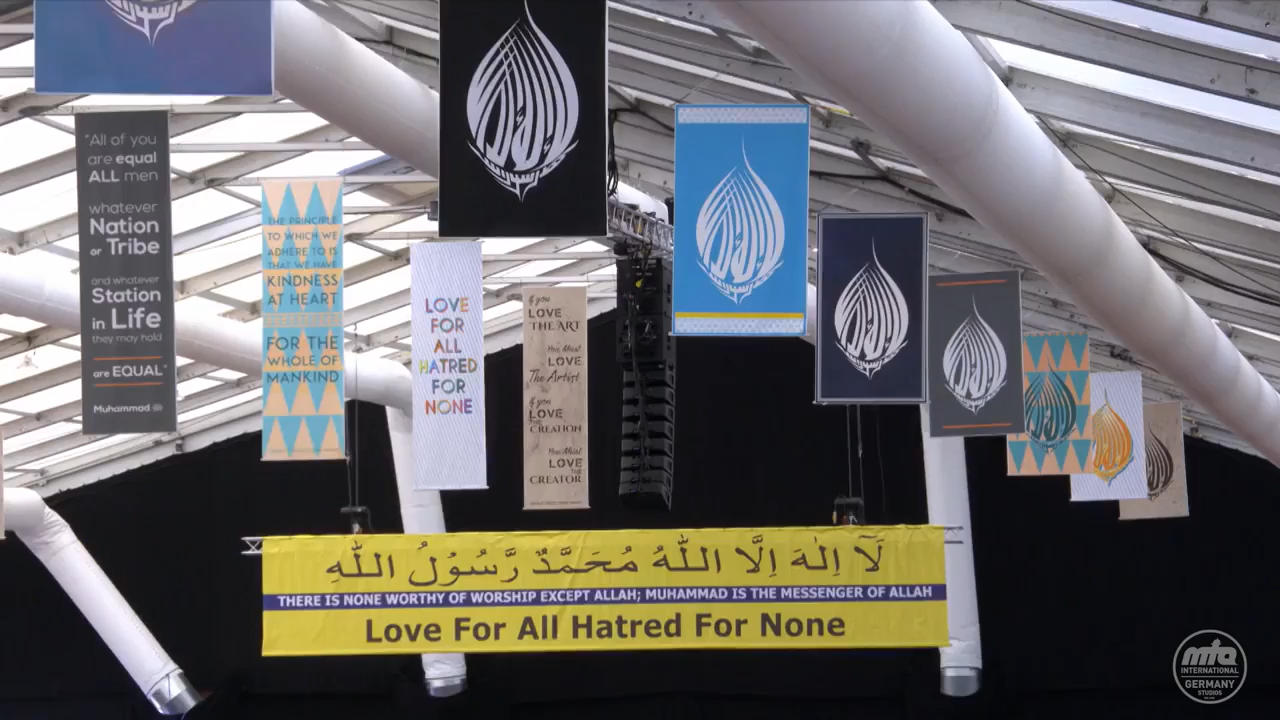 "All of you
are equal
ALL men
whatever
Nation
or Tribe
and whatever
Station
in Life
they may hold
are EQUAL"
Muhammad
THE PRINCIPLE
TO WHICH WE
ADHERE TO IS
THAT WE HAVE
KINDNESS
AT HEART
FOR THE
WHOLE OF
MANKIND
LOVE
FOR
ALL
HATRED
FOR
NONE
If you
LOVE
THE ART
You Must
LOVE
The Artist
If you
LOVE
THE
CREATION
You Must
LOVE
THE
CREATOR
لَآ اِلٰهَ اِلَّا اللّٰهُ مُحَمَّدٌ رَّسُوْلُ اللّٰهِ
THERE IS NONE WORTHY OF WORSHIP EXCEPT ALLAH; MUHAMMAD IS THE MESSENGER OF ALLAH
Love For All Hatred For None
mta
INTERNATIONAL
GERMANY
STUDIOS